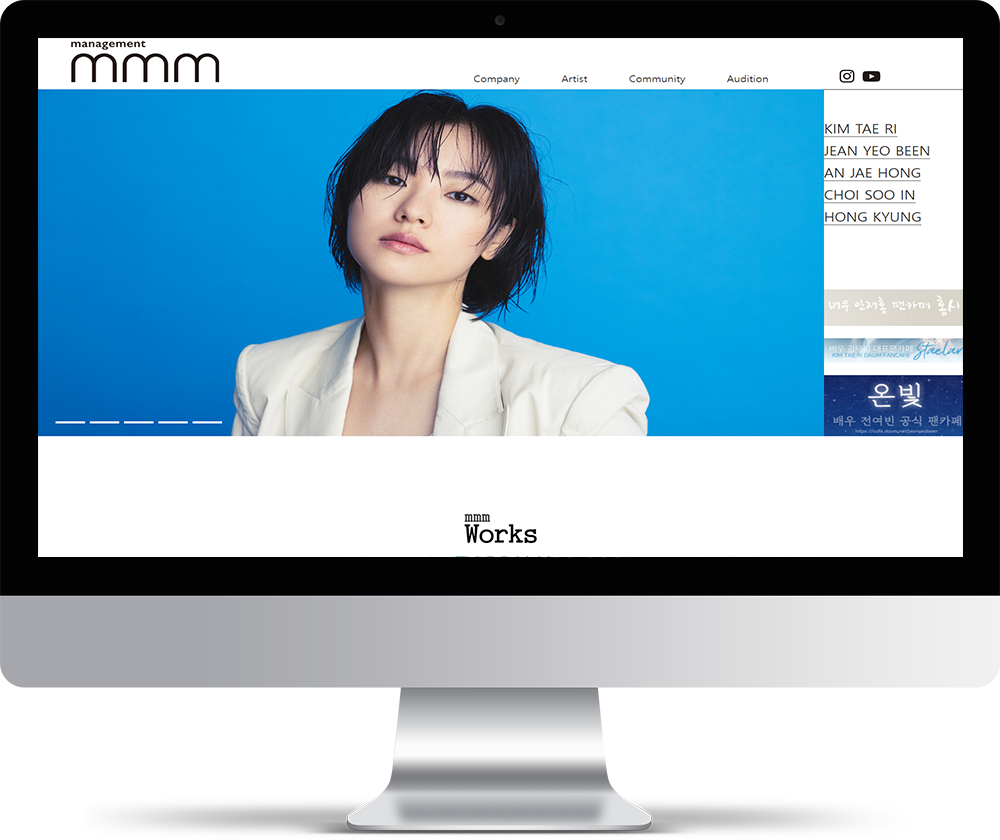 management
mmm
Company Artist Community Audition
KIM TAE RI
JEAN YEO BEEN
AN JAE HONG
CHOI SOO IN
HONG KYUNG
배우 안재홍 팬카페 홍시
배우 김태리 대표팬카페
KIM TAE RI DAUM FANCAFE
온빛
배우 전여빈 공식 팬카페
mmm
Works